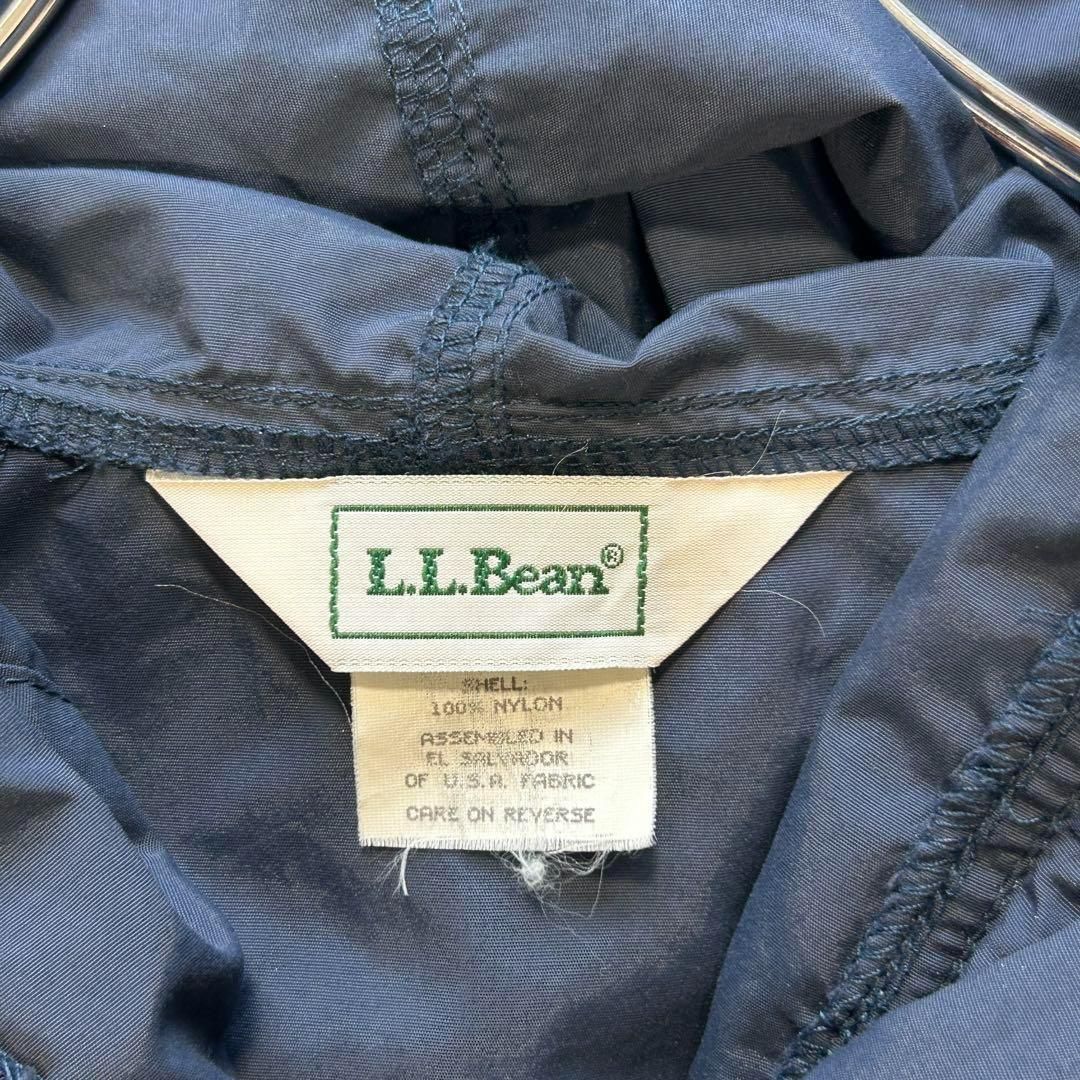 L.L.Bean®
SHELL:
100% NYLON
ASSEMBLED IN
EL SALVADOR
OF U.S.A. FABRIC
CARE ON REVERSE